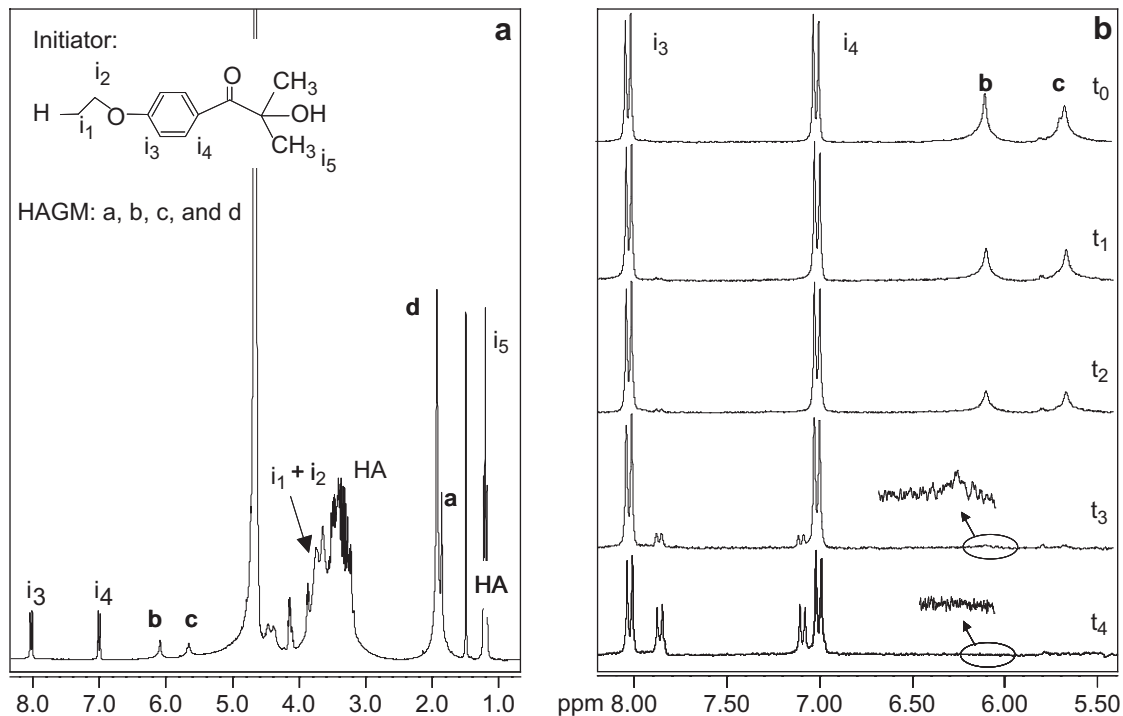 a
Initiator:
i2
O
CH3
H
O
OH
i1
i3
i4
CH3
i5
HAGM: a, b, c, and d
d
i5
i1 + i2
HA
a
HA
i3
i4
b
c
8.0 7.0 6.0 5.0 4.0 3.0 2.0 1.0
b
i3
i4
b
c
t0
t1
t2
t3
t4
ppm 8.00 7.50 7.00 6.50 6.00 5.50